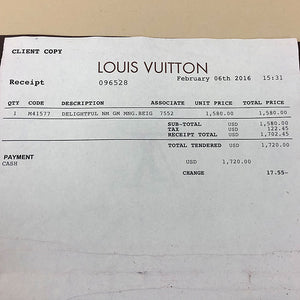 CLIENT COPY
LOUIS VUITTON
Receipt 096528 February 06th 2016 15:31
QTY CODE DESCRIPTION ASSOCIATE UNIT PRICE TOTAL PRICE
1 M41577 DELIGHTFUL NM GM MNG.BEIG 7552 1,580.00 1,580.00
SUB-TOTAL USD 1,580.00
TAX USD 122.45
RECEIPT TOTAL USD 1,702.45
TOTAL TENDERED USD 1,720.00
PAYMENT
CASH USD 1,720.00
CHANGE 17.55-